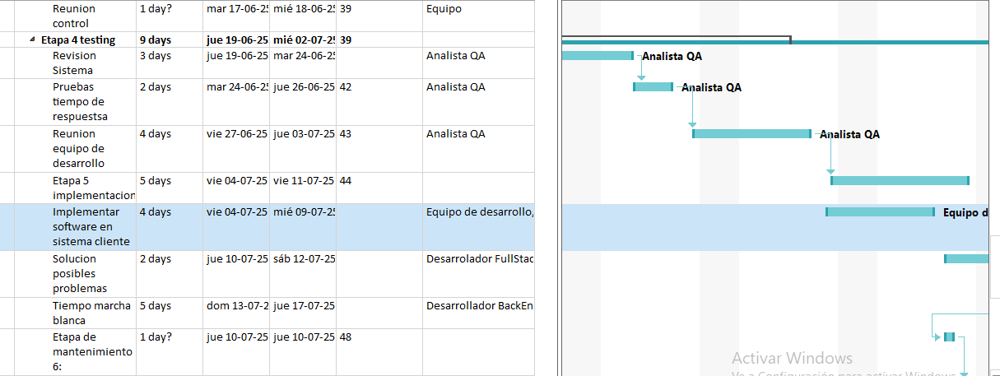 Reunion control 1 day? mar 17-06-25 mié 18-06-25 39 Equipo
Etapa 4 testing 9 days jue 19-06-25 mié 02-07-25 39
Revision Sistema 3 days jue 19-06-25 mar 24-06-25 Analista QA
Analista QA
Pruebas tiempo de respuestsa 2 days mar 24-06-25 jue 26-06-25 42 Analista QA
Analista QA
Reunion equipo de desarrollo 4 days vie 27-06-25 jue 03-07-25 43 Analista QA
Analista QA
Etapa 5 implementacion 5 days vie 04-07-25 vie 11-07-25 44
Implementar software en sistema cliente 4 days vie 04-07-25 mié 09-07-25 Equipo de desarrollo,
Equipo d
Solucion posibles problemas 2 days jue 10-07-25 sáb 12-07-25 Desarrolador FullStac
Tiempo marcha blanca 5 days dom 13-07-2 jue 17-07-25 Desarrollador BackEn
Etapa de mantenimiento 6: 1 day? jue 10-07-25 jue 10-07-25 48
Activar Windows
Ve a Configuración para activar Windows